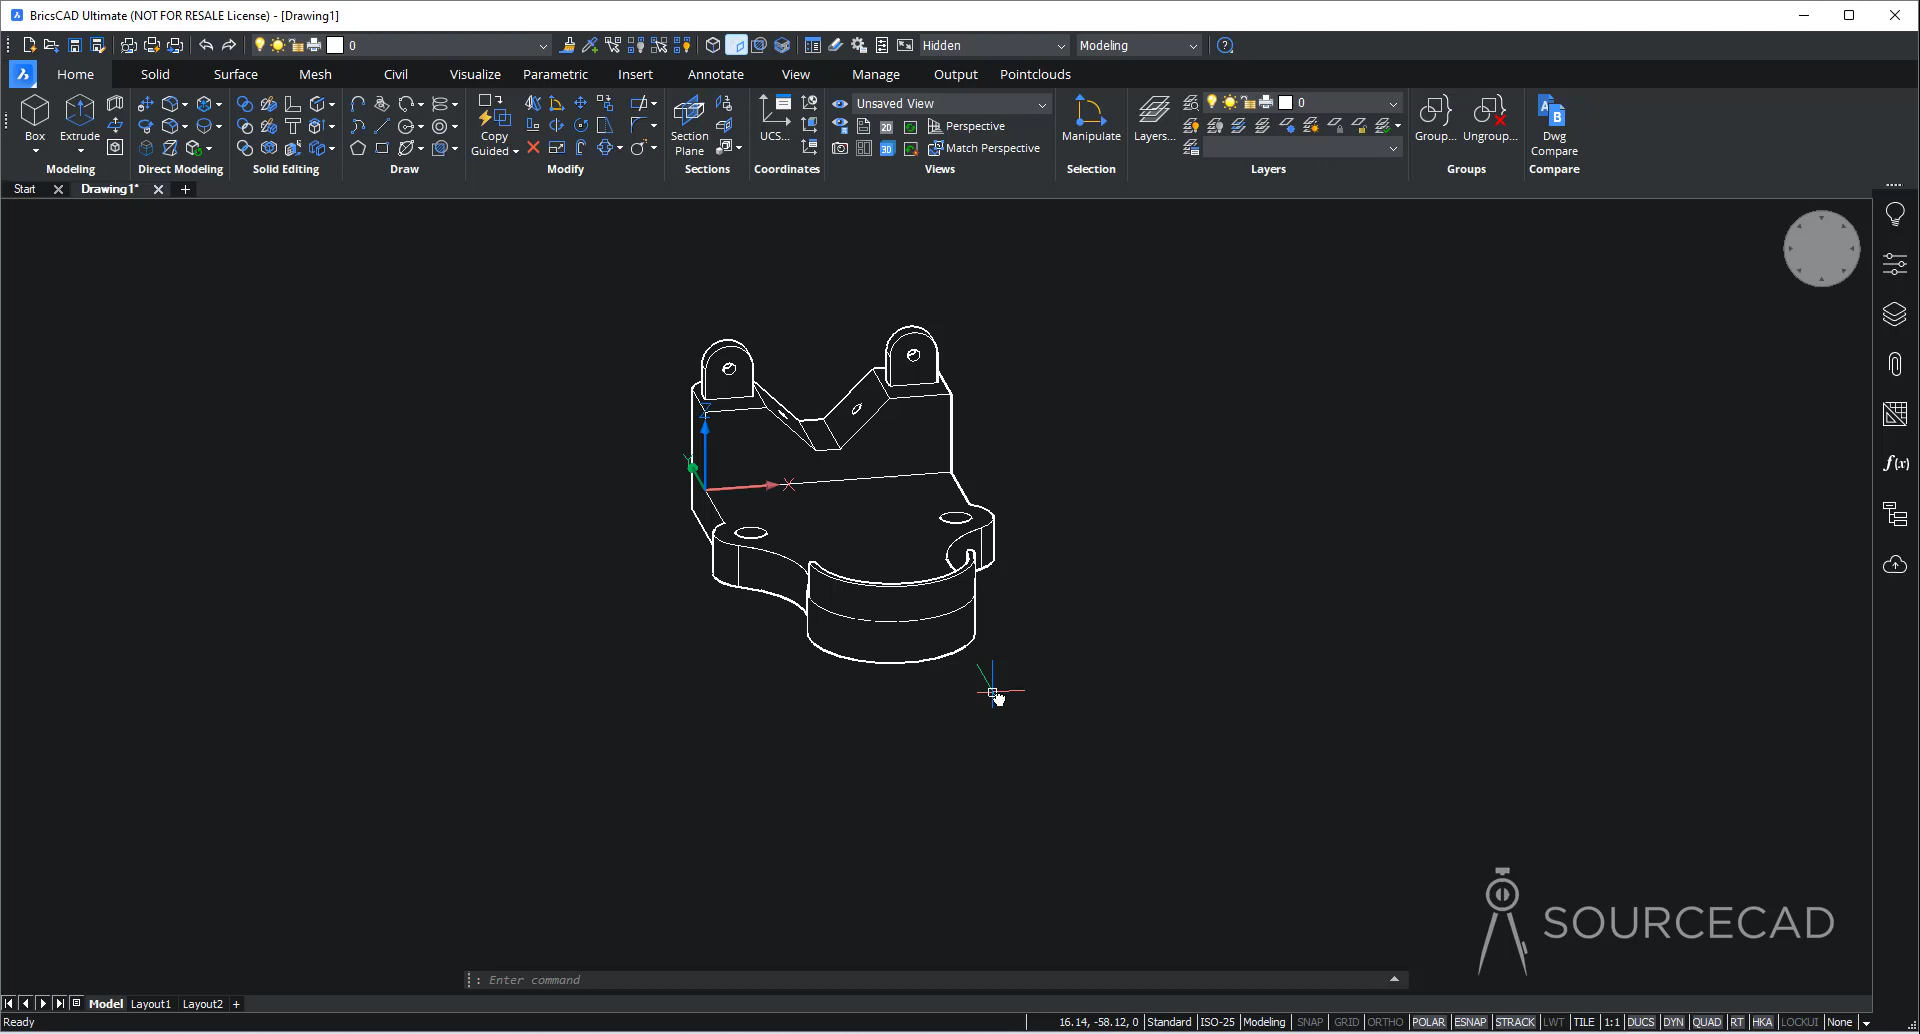 BricsCAD Ultimate (NOT FOR RESALE License) - [Drawing1]
0 Hidden Modeling
Home Solid Surface Mesh Civil Visualize Parametric Insert Annotate View Manage Output Pointclouds
Unsaved View 0
2D Perspective
Box Extrude Copy Section UCS... Manipulate Layers... Group... Ungroup... Dwg
3D Match Perspective
Guided Plane Compare
Modeling Direct Modeling Solid Editing Draw Modify Sections Coordinates Views Selection Layers Groups Compare
Start Drawing1* +
f(x)
Z
Y
X
SOURCECAD
: Enter command
Model Layout1 Layout2 +
Ready 16.14, -58.12, 0 Standard ISO-25 Modeling SNAP GRID ORTHO POLAR ESNAP STRACK LWT TILE 1:1 DUCS DYN QUAD RT HKA LOCKUI None